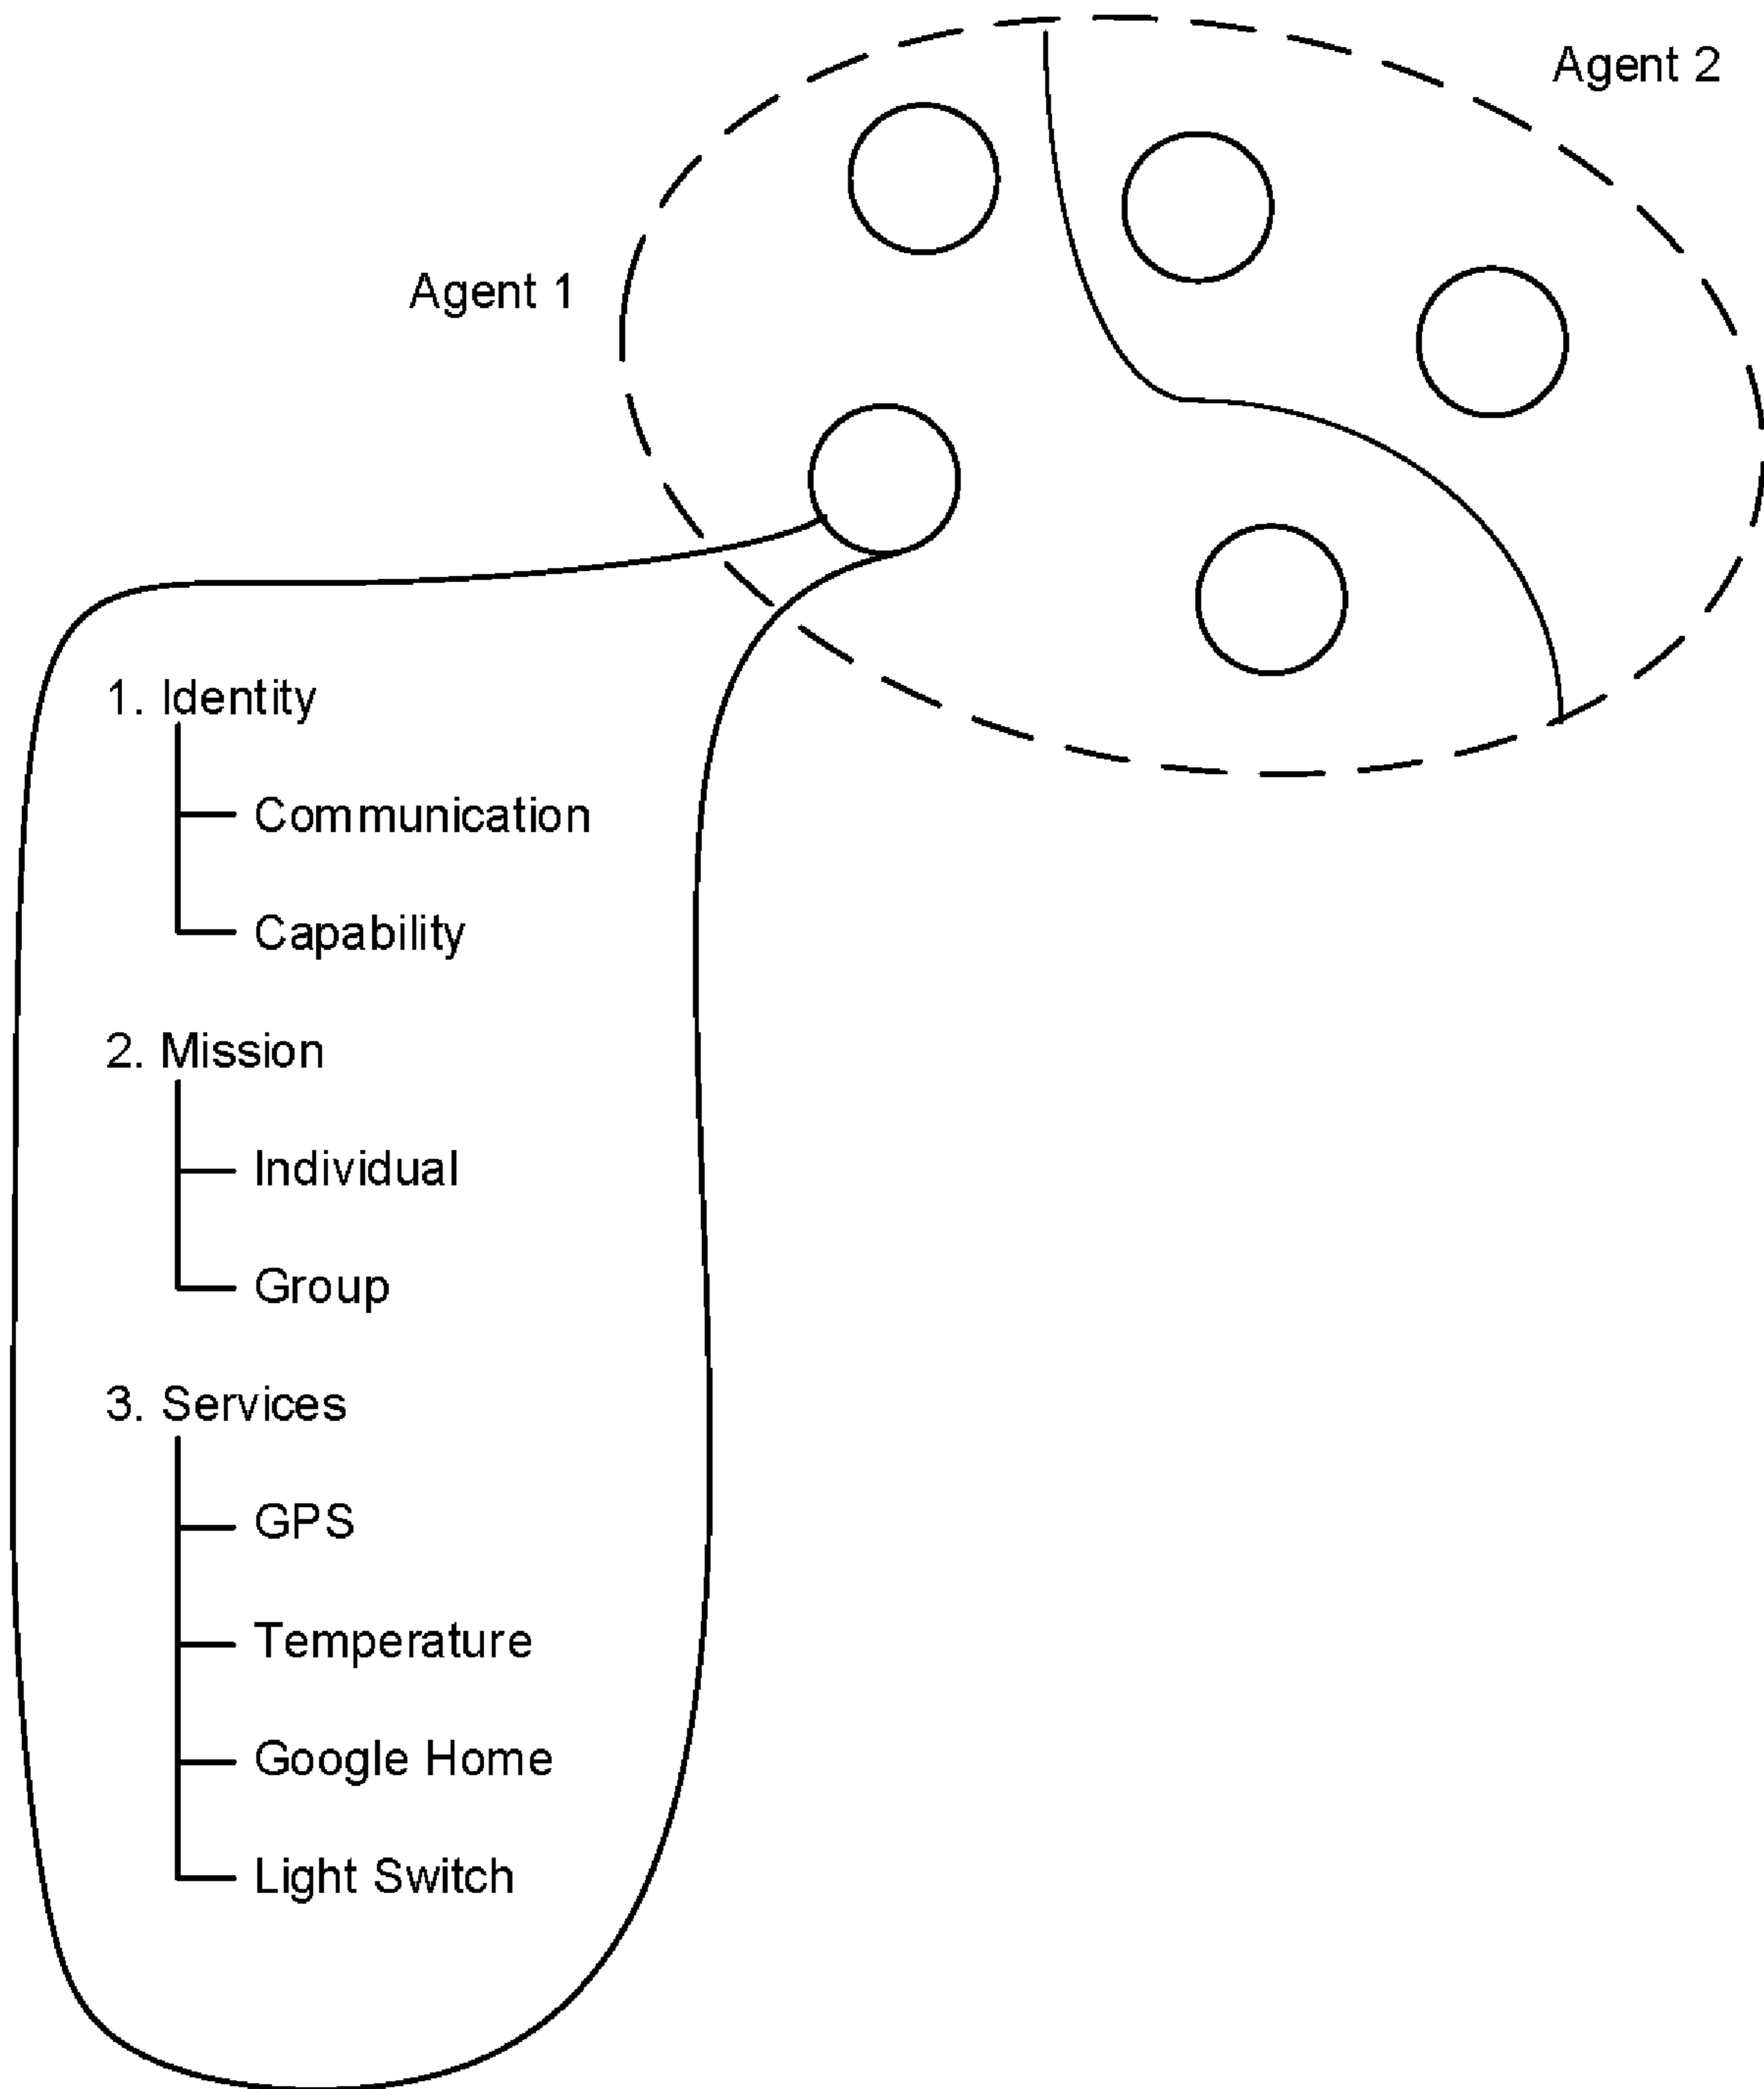 Agent 2
Agent 1
1. Identity
Communication
Capability
2. Mission
Individual
Group
3. Services
GPS
Temperature
Google Home
Light Switch